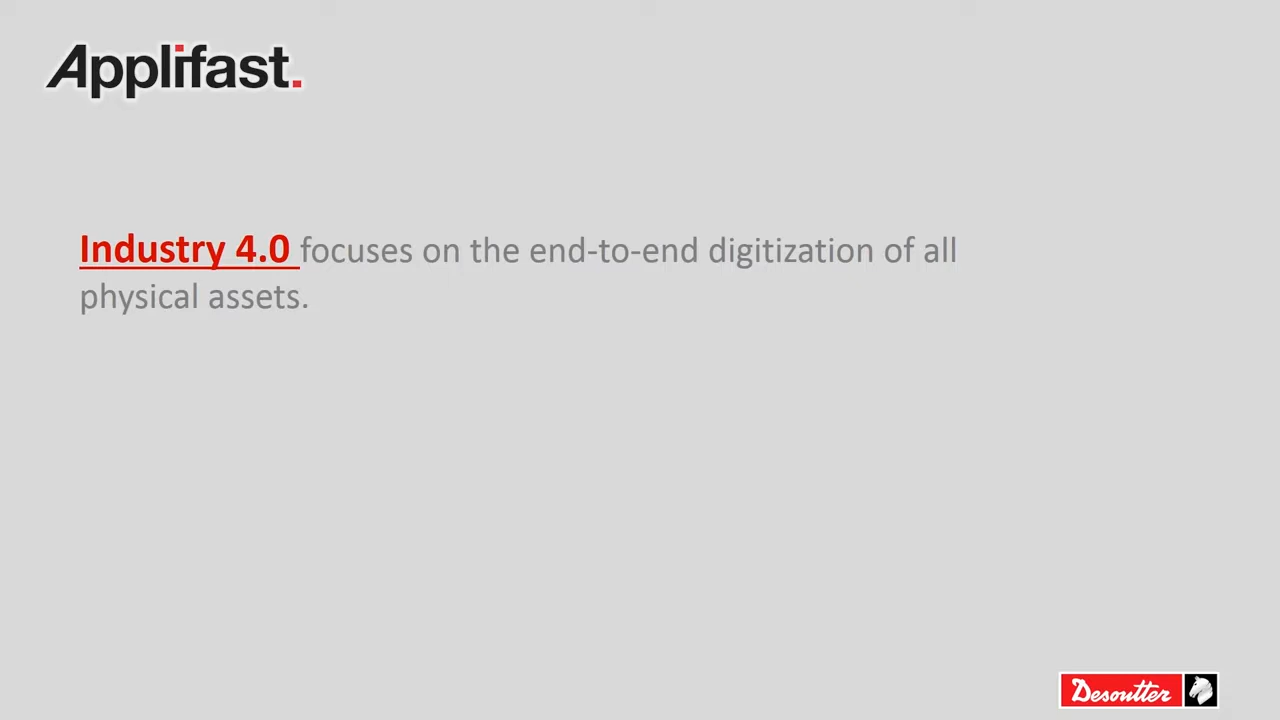 Applifast.
Industry 4.0 focuses on the end-to-end digitization of all
physical assets.
Desoutter